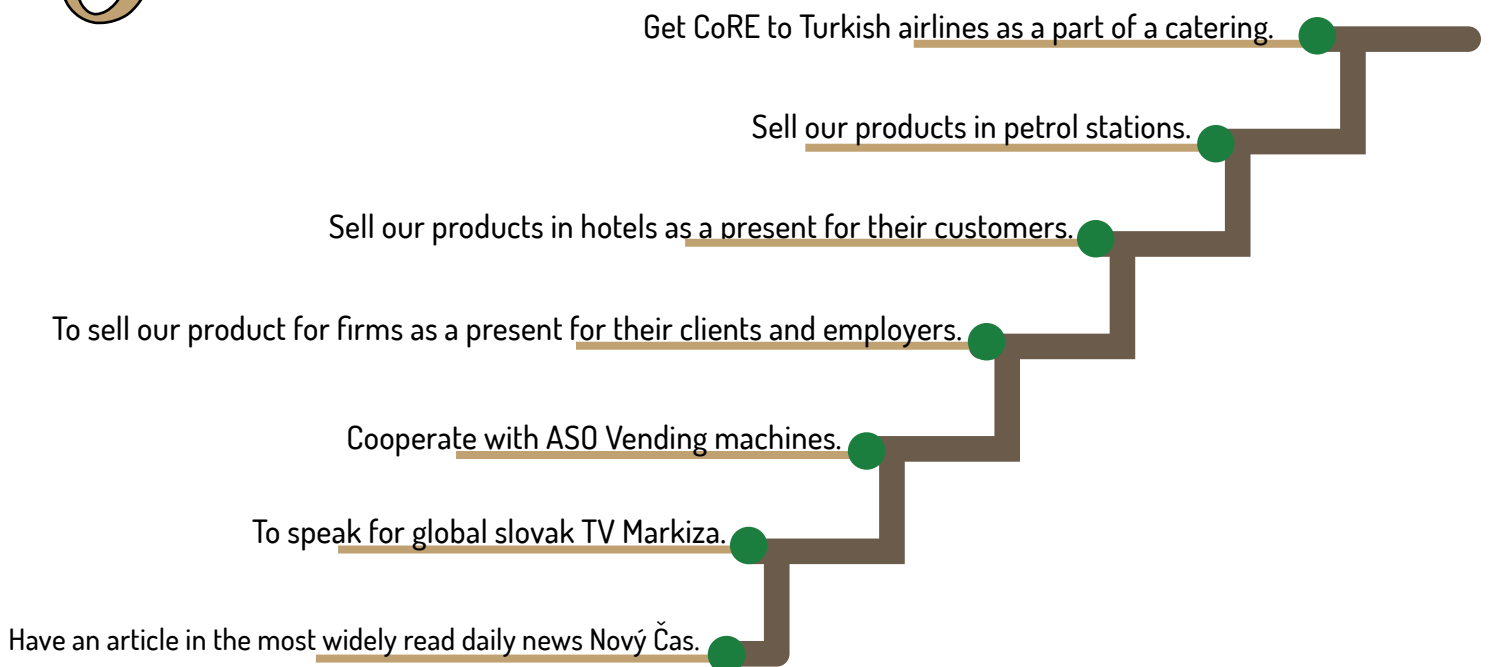 Get CoRE to Turkish airlines as a part of a catering.
Sell our products in petrol stations.
Sell our products in hotels as a present for their customers.
To sell our product for firms as a present for their clients and employers.
Cooperate with ASO Vending machines.
To speak for global slovak TV Markiza.
Have an article in the most widely read daily news Nový Čas.